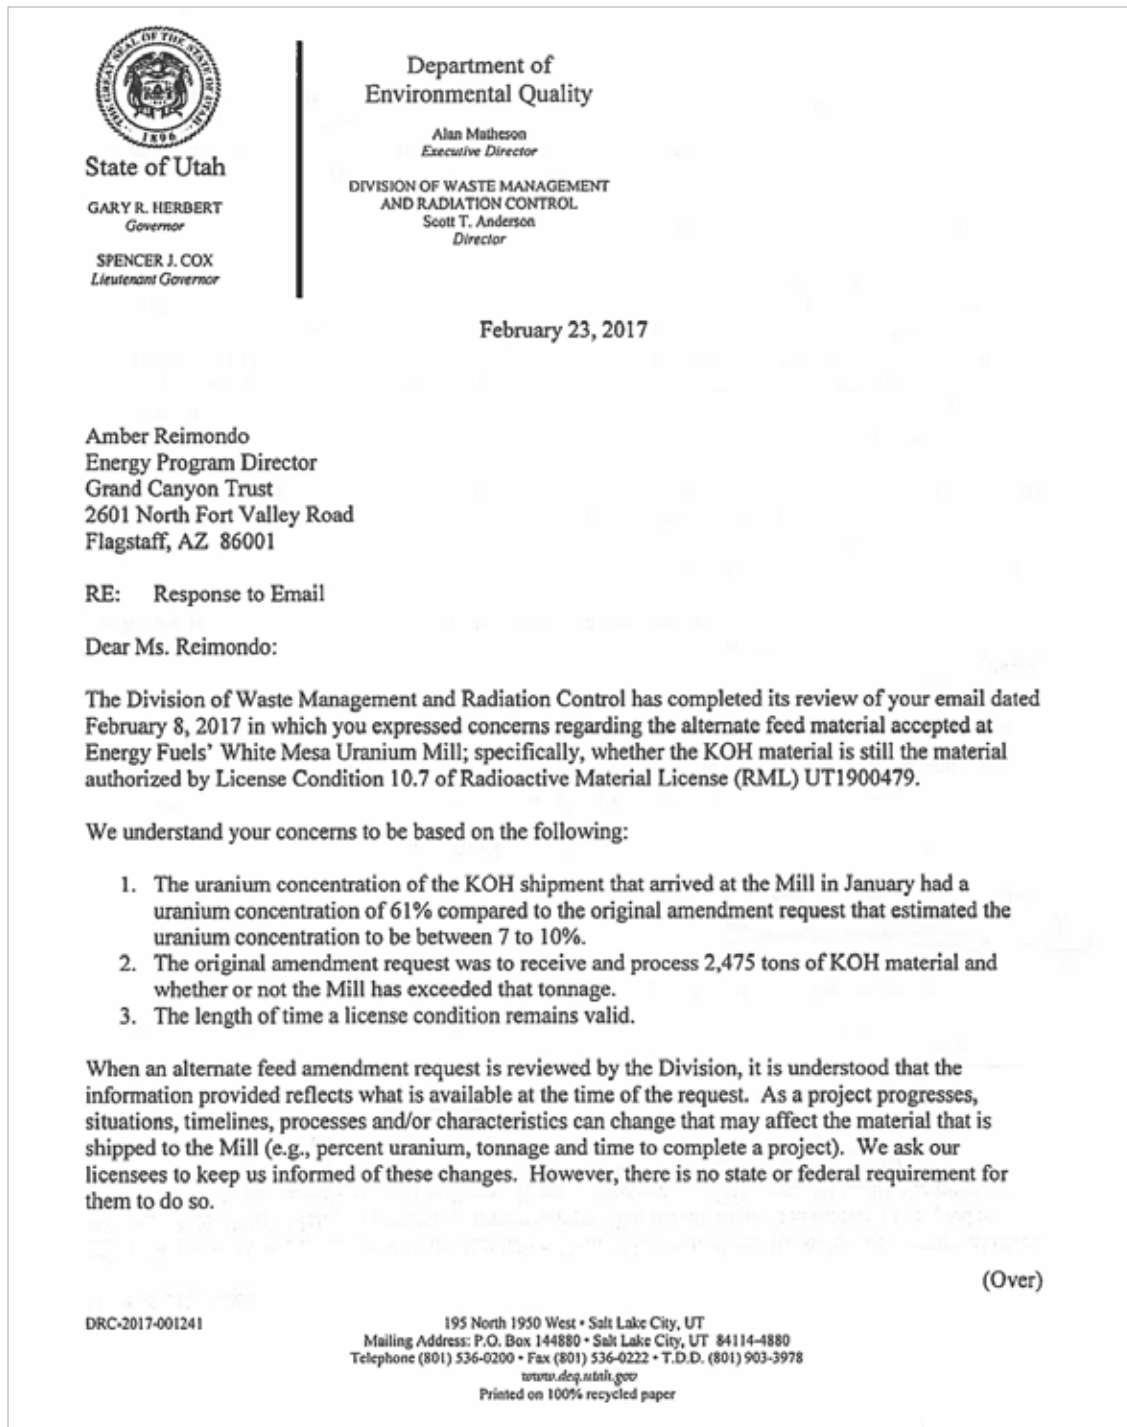 THE GREAT SEAL OF THE STATE OF UTAH
1896
State of Utah
GARY R. HERBERT
Governor
SPENCER J. COX
Lieutenant Governor
Department of
Environmental Quality
Alan Matheson
Executive Director
DIVISION OF WASTE MANAGEMENT
AND RADIATION CONTROL
Scott T. Anderson
Director
February 23, 2017
Amber Reimondo
Energy Program Director
Grand Canyon Trust
2601 North Fort Valley Road
Flagstaff, AZ  86001
RE:    Response to Email
Dear Ms. Reimondo:
The Division of Waste Management and Radiation Control has completed its review of your email dated
February 8, 2017 in which you expressed concerns regarding the alternate feed material accepted at
Energy Fuels' White Mesa Uranium Mill; specifically, whether the KOH material is still the material
authorized by License Condition 10.7 of Radioactive Material License (RML) UT1900479.
We understand your concerns to be based on the following:
1.  The uranium concentration of the KOH shipment that arrived at the Mill in January had a
uranium concentration of 61% compared to the original amendment request that estimated the
uranium concentration to be between 7 to 10%.
2.  The original amendment request was to receive and process 2,475 tons of KOH material and
whether or not the Mill has exceeded that tonnage.
3.  The length of time a license condition remains valid.
When an alternate feed amendment request is reviewed by the Division, it is understood that the
information provided reflects what is available at the time of the request.  As a project progresses,
situations, timelines, processes and/or characteristics can change that may affect the material that is
shipped to the Mill (e.g., percent uranium, tonnage and time to complete a project).  We ask our
licensees to keep us informed of these changes.  However, there is no state or federal requirement for
them to do so.
(Over)
DRC-2017-001241
195 North 1950 West • Salt Lake City, UT
Mailing Address: P.O. Box 144880 • Salt Lake City, UT  84114-4880
Telephone (801) 536-0200 • Fax (801) 536-0222 • T.D.D. (801) 903-3978
www.deq.utah.gov
Printed on 100% recycled paper